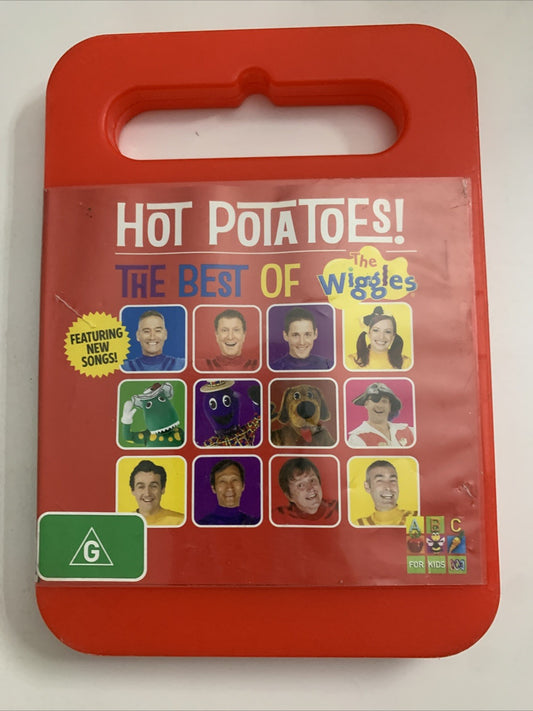 HOT POTATOES!
THE BEST OF The Wiggles
FEATURING
NEW
SONGS!
G
ABC
FOR KIDS